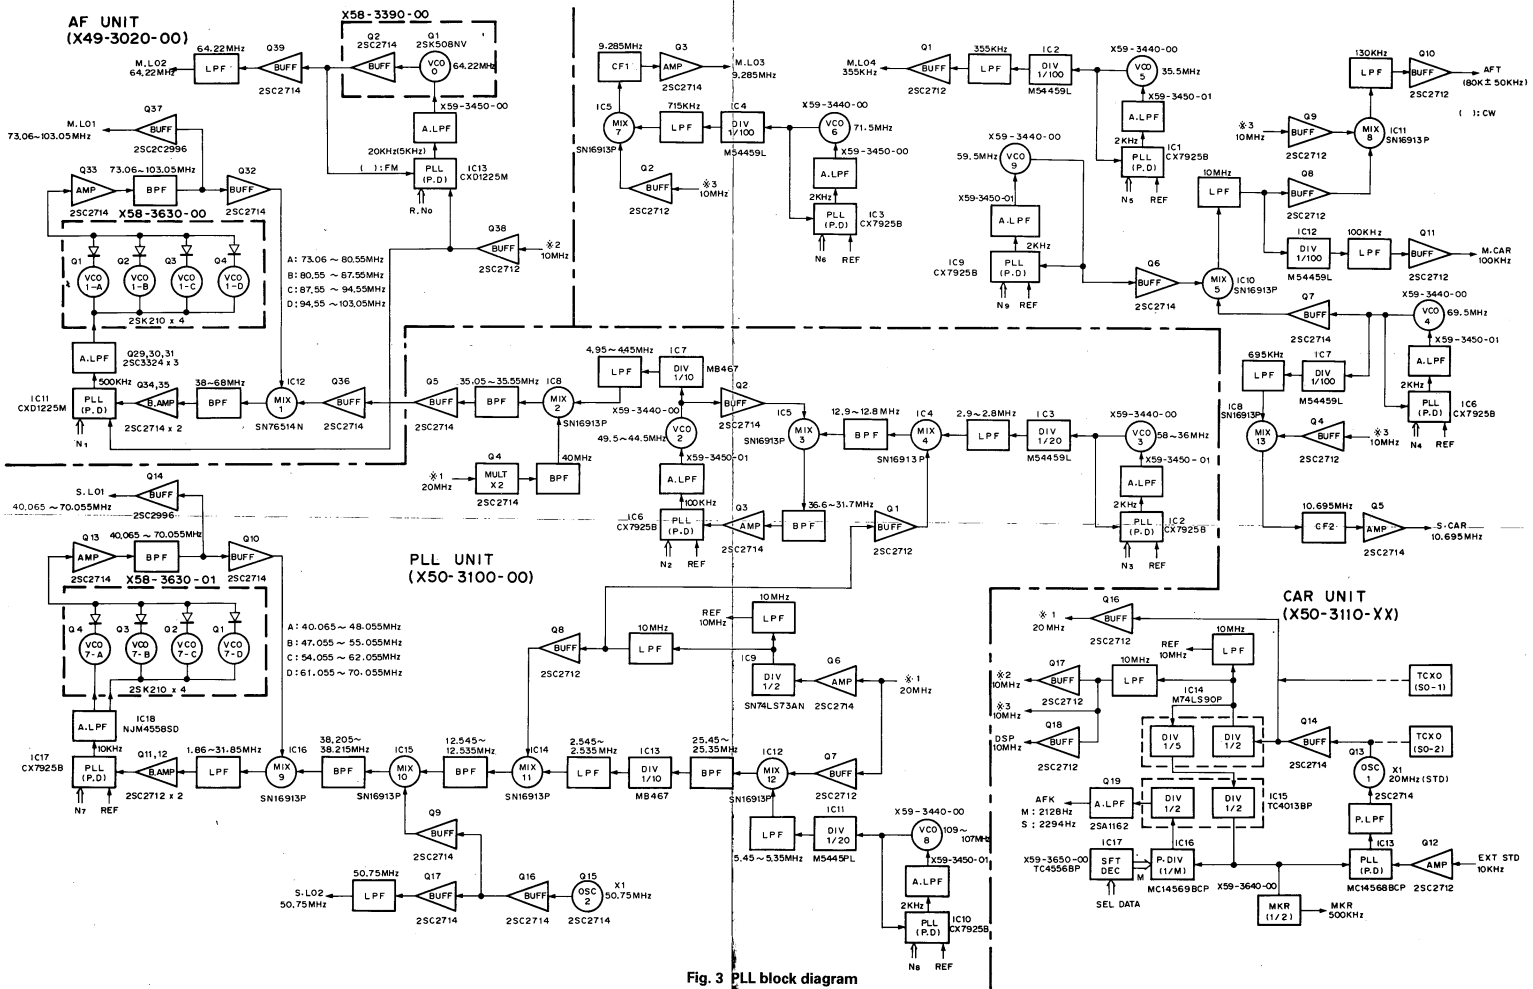 AF UNIT
(X49-3020-00)
X58-3390-00
64.22MHz
Q39
Q2
2SC2714
Q1
2SK508NV
M.LO2
64.22MHz
LPF
BUFF
2SC2714
BUFF
VCO
0
64.22MHz
Q37
M.LO1
73.06~103.05MHz
BUFF
2SC2C2996
X59-3450-00
A.LPF
20KHz(5KHz)
( ):FM
PLL
(P.D)
IC13
CXD1225M
R.No
Q33
73.06~103.05MHz
Q32
AMP
BPF
BUFF
2SC2714
2SC2714
X58-3630-00
Q1
Q2
Q3
Q4
VCO
1-A
VCO
1-B
VCO
1-C
VCO
1-D
2SK210 x 4
A: 73.06 ~ 80.55MHz
B: 80.55 ~ 87.55MHz
C: 87.55 ~ 94.55MHz
D: 94.55 ~ 103.05MHz
Q38
BUFF
2SC2712
※2
10MHz
A.LPF
Q29,30,31
2SC3324 x 3
500KHz
IC11
CXD1225M
PLL
(P.D)
N1
Q34,35
B.AMP
2SC2714 x 2
38~68MHz
BPF
IC12
MIX
1
SN76514N
Q36
BUFF
2SC2714
9.285MHz
Q3
CF1
AMP
2SC2714
M.LO3
9.285MHz
IC5
MIX
7
SN16913P
715KHz
LPF
IC4
DIV
1/100
M54459L
X59-3440-00
VCO
6
71.5MHz
X59-3450-00
A.LPF
2KHz
PLL
(P.D)
IC3
CX7925B
N6
REF
Q2
BUFF
2SC2712
※3
10MHz
M.LO4
355KHz
Q1
BUFF
2SC2712
355KHz
LPF
IC2
DIV
1/100
M54459L
X59-3440-00
VCO
5
35.5MHz
X59-3450-01
A.LPF
2KHz
PLL
(P.D)
IC1
CX7925B
N5
REF
130KHz
LPF
Q10
BUFF
2SC2712
AFT
(80K±50KHz)
( ):CW
※3
10MHz
Q9
BUFF
2SC2712
MIX
8
IC11
SN16913P
X59-3440-00
59.5MHz
VCO
9
X59-3450-01
A.LPF
2KHz
IC9
CX7925B
PLL
(P.D)
N9
REF
10MHz
LPF
Q8
BUFF
2SC2712
IC12
DIV
1/100
M54459L
100KHz
LPF
Q11
BUFF
2SC2712
M.CAR
100KHz
Q6
BUFF
2SC2714
MIX
5
IC10
SN16913P
Q7
BUFF
2SC2714
X59-3440-00
VCO
4
69.5MHz
X59-3450-01
A.LPF
2KHz
PLL
(P.D)
IC6
CX7925B
N4
REF
695KHz
LPF
IC7
DIV
1/100
M54459L
IC8
SN16913P
MIX
13
Q4
BUFF
2SC2712
※3
10MHz
10.695MHz
CF2
Q5
AMP
2SC2714
S-CAR
10.695MHz
Q5
BUFF
2SC2714
35.05~35.55MHz
BPF
IC8
MIX
2
SN16913P
4.95~4.45MHz
LPF
IC7
DIV
1/10
MB467
Q2
BUFF
2SC2714
X59-3440-00
49.5~44.5MHz
VCO
2
X59-3450-01
A.LPF
100KHz
IC6
CX7925B
PLL
(P.D)
N2
REF
※1
20MHz
Q4
MULT
X2
2SC2714
40MHz
BPF
IC5
SN16913P
MIX
3
12.9~12.8MHz
BPF
IC4
MIX
4
SN16913P
2.9~2.8MHz
LPF
IC3
DIV
1/20
M54459L
X59-3440-00
VCO
3
58~36MHz
X59-3450-01
A.LPF
2KHz
PLL
(P.D)
IC2
CX7925B
N3
REF
Q3
AMP
2SC2714
36.6~31.7MHz
BPF
Q1
BUFF
2SC2712
Q14
S.LO1
40.065~70.055MHz
BUFF
2SC2996
Q13
AMP
2SC2714
40.065~70.055MHz
BPF
Q10
BUFF
2SC2714
X58-3630-01
Q4
Q3
Q2
Q1
VCO
7-A
VCO
7-B
VCO
7-C
VCO
7-D
2SK210 x 4
A: 40.065~48.055MHz
B: 47.055~55.055MHz
C: 54.055~62.055MHz
D: 61.055~70.055MHz
PLL UNIT
(X50-3100-00)
A.LPF
IC18
NJM4558SD
10KHz
IC17
CX7925B
PLL
(P.D)
N7
REF
Q11,12
B.AMP
2SC2712 x 2
1.86~31.85MHz
LPF
IC16
MIX
9
SN16913P
38.205~
38.215MHz
BPF
IC15
MIX
10
SN16913P
12.545~
12.535MHz
BPF
IC14
MIX
11
SN16913P
2.545~
2.535MHz
LPF
IC13
DIV
1/10
MB467
25.45~
25.35MHz
BPF
IC12
MIX
12
SN16913P
Q7
BUFF
2SC2712
Q8
BUFF
2SC2712
10MHz
LPF
REF
10MHz
10MHz
LPF
IC9
DIV
1/2
SN74LS73AN
Q6
AMP
2SC2714
※1
20MHz
LPF
5.45~5.35MHz
IC11
DIV
1/20
M5445PL
X59-3440-00
VCO
8
109~
107MHz
X59-3450-01
A.LPF
2KHz
PLL
(P.D)
IC10
CX7925B
N8
REF
Q9
BUFF
2SC2714
S.LO2
50.75MHz
50.75MHz
LPF
Q17
BUFF
2SC2714
Q16
BUFF
2SC2714
Q15
OSC
2
2SC2714
X1
50.75MHz
CAR UNIT
(X50-3110-XX)
※1
20MHz
Q16
BUFF
2SC2712
REF
10MHz
10MHz
LPF
※2
10MHz
Q17
BUFF
2SC2712
10MHz
LPF
※3
10MHz
DSP
10MHz
Q18
BUFF
2SC2712
IC14
M74LS90P
DIV
1/5
DIV
1/2
Q14
BUFF
2SC2714
TCXO
(SO-1)
TCXO
(SO-2)
Q13
OSC
1
X1
20MHz(STD)
2SC2714
AFK
M : 2128Hz
S : 2294Hz
Q19
A.LPF
2SA1162
DIV
1/2
DIV
1/2
IC15
TC4013BP
P.LPF
X59-3650-00
TC4556BP
IC17
SFT
DEC
SEL DATA
M
IC16
P.DIV
(1/M)
MC14569BCP
X59-3640-00
MKR
(1/2)
MKR
500KHz
IC13
PLL
(P.D)
MC14568BCP
Q12
AMP
2SC2712
EXT STD
10KHz
Fig. 3 PLL block diagram